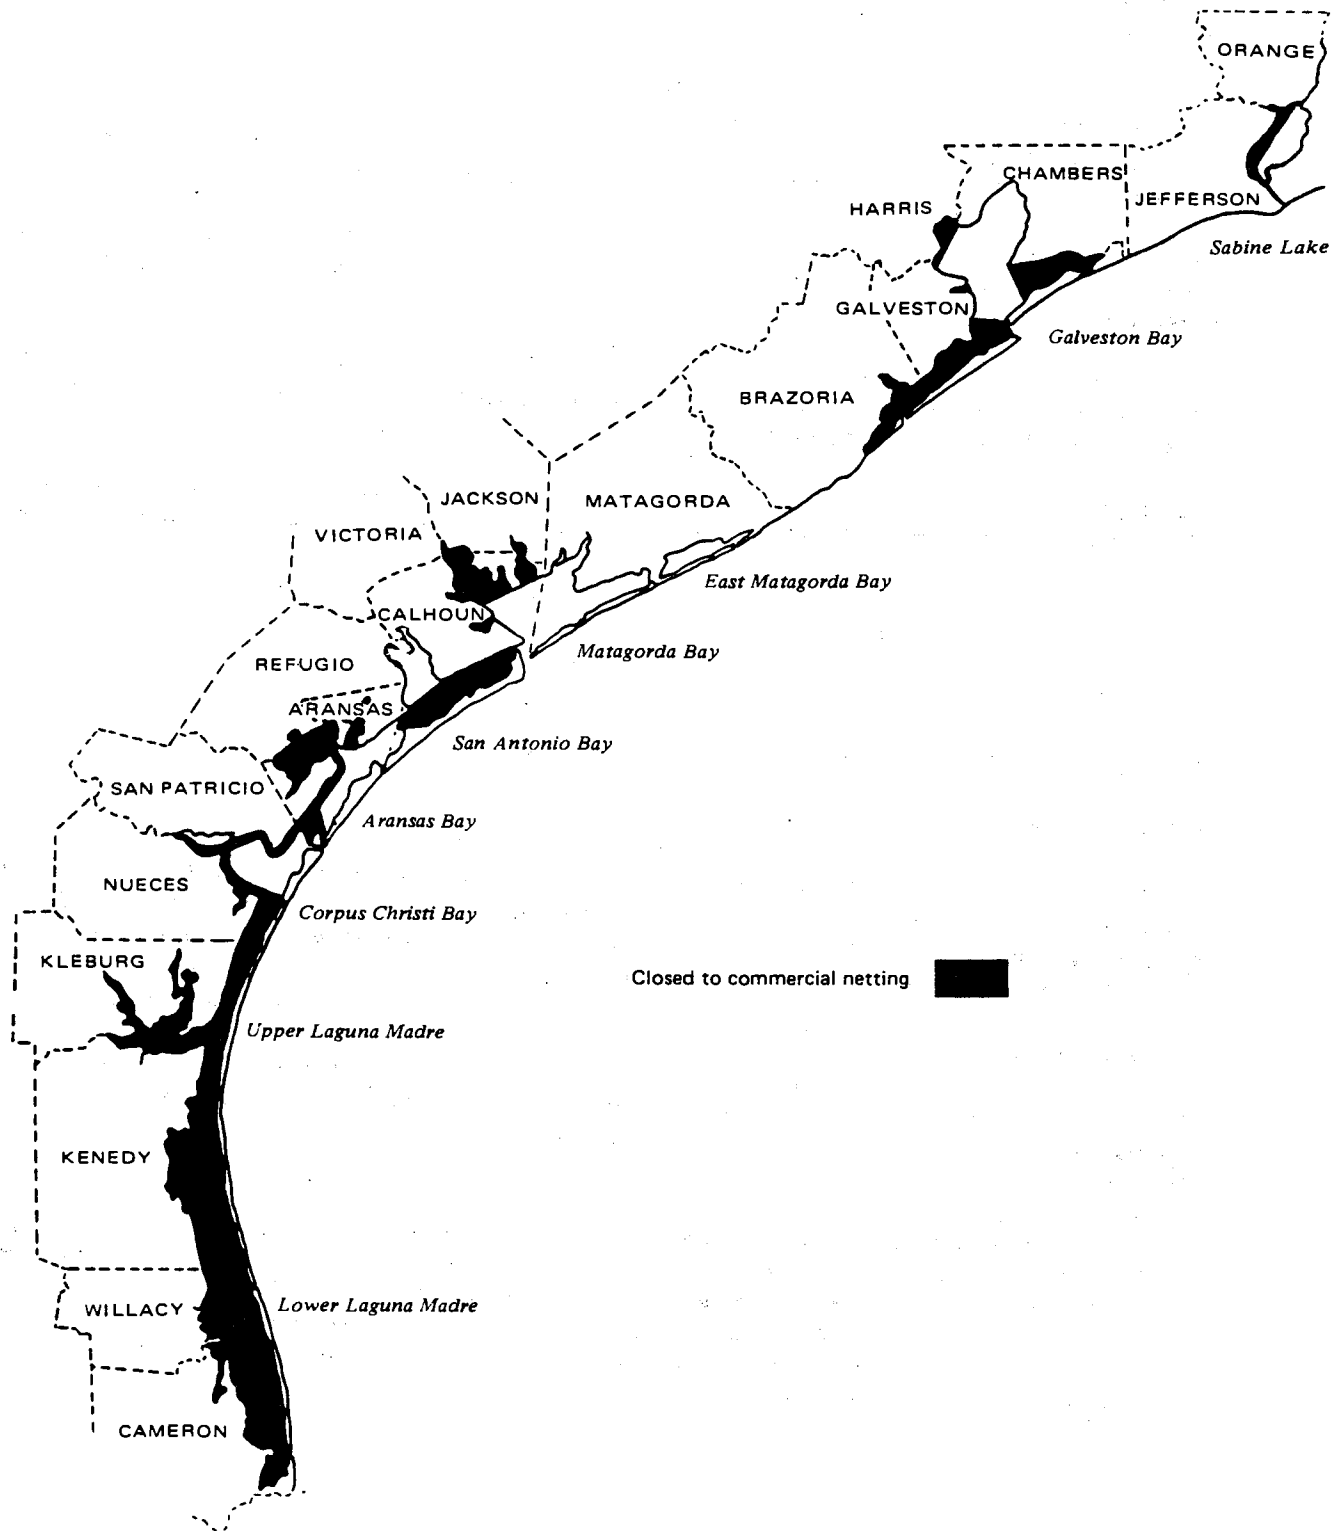 ORANGE
CHAMBERS
JEFFERSON
HARRIS
Sabine Lake
GALVESTON
Galveston Bay
BRAZORIA
JACKSON
MATAGORDA
VICTORIA
East Matagorda Bay
CALHOUN
Matagorda Bay
REFUGIO
ARANSAS
San Antonio Bay
SAN PATRICIO
Aransas Bay
NUECES
Corpus Christi Bay
KLEBURG
Closed to commercial netting
Upper Laguna Madre
KENEDY
WILLACY
Lower Laguna Madre
CAMERON